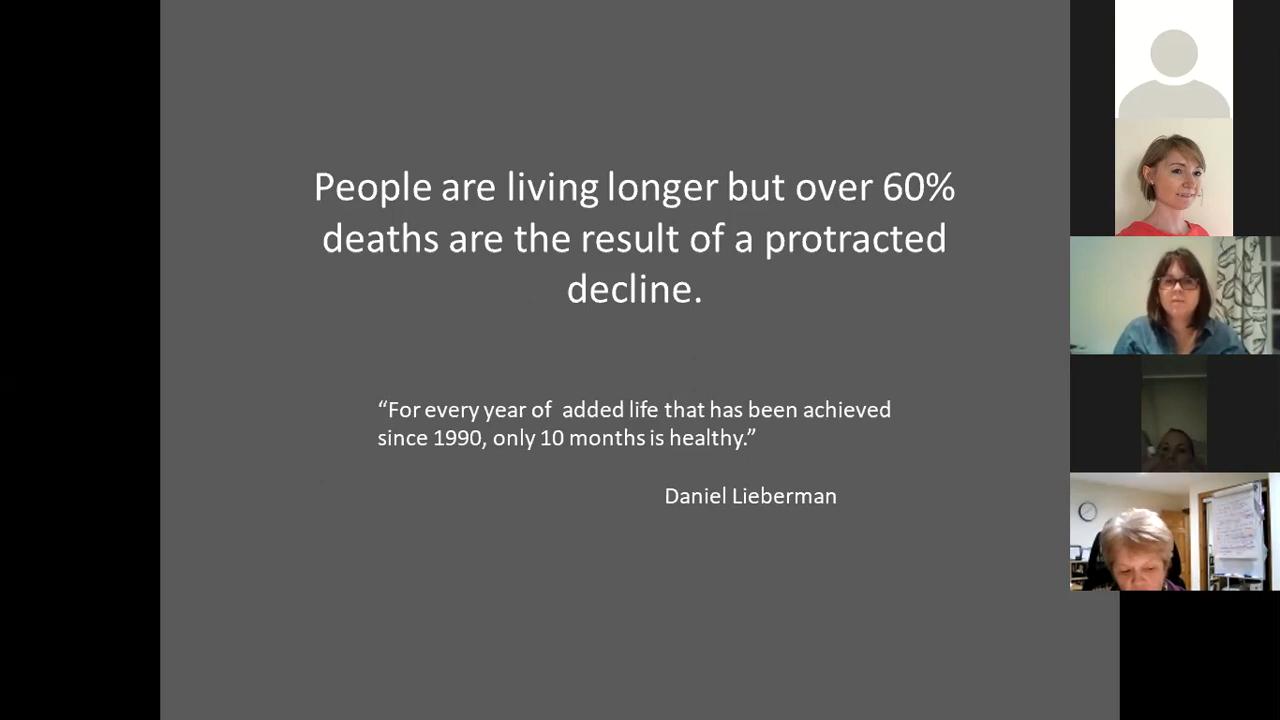 People are living longer but over 60%
deaths are the result of a protracted
decline.
“For every year of  added life that has been achieved
since 1990, only 10 months is healthy.”
Daniel Lieberman